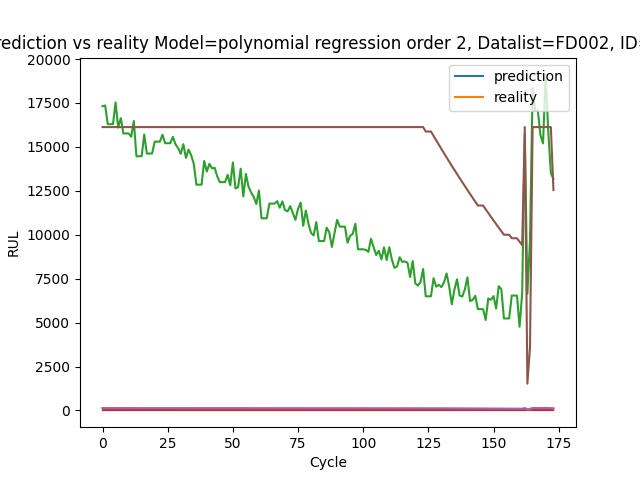 rediction vs reality Model=polynomial regression order 2, Datalist=FD002, ID=
20000
17500
15000
12500
10000
7500
5000
2500
0
RUL
prediction
reality
0 25 50 75 100 125 150 175
Cycle